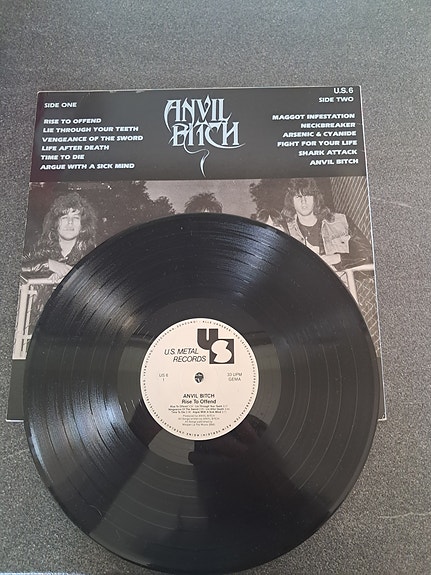 U.S. 6
SIDE ONE
SIDE TWO
ANVIL
BITCH
RISE TO OFFEND
LIE THROUGH YOUR TEETH
VENGEANCE OF THE SWORD
LIFE AFTER DEATH
TIME TO DIE
ARGUE WITH A SICK MIND
MAGGOT INFESTATION
NECKBREAKER
ARSENIC & CYANIDE
FIGHT FOR YOUR LIFE
SHARK ATTACK
ANVIL BITCH
U.S. METAL
RECORDS
US
US 6
1
33 UPM
GEMA
ANVIL BITCH
Rise To Offend